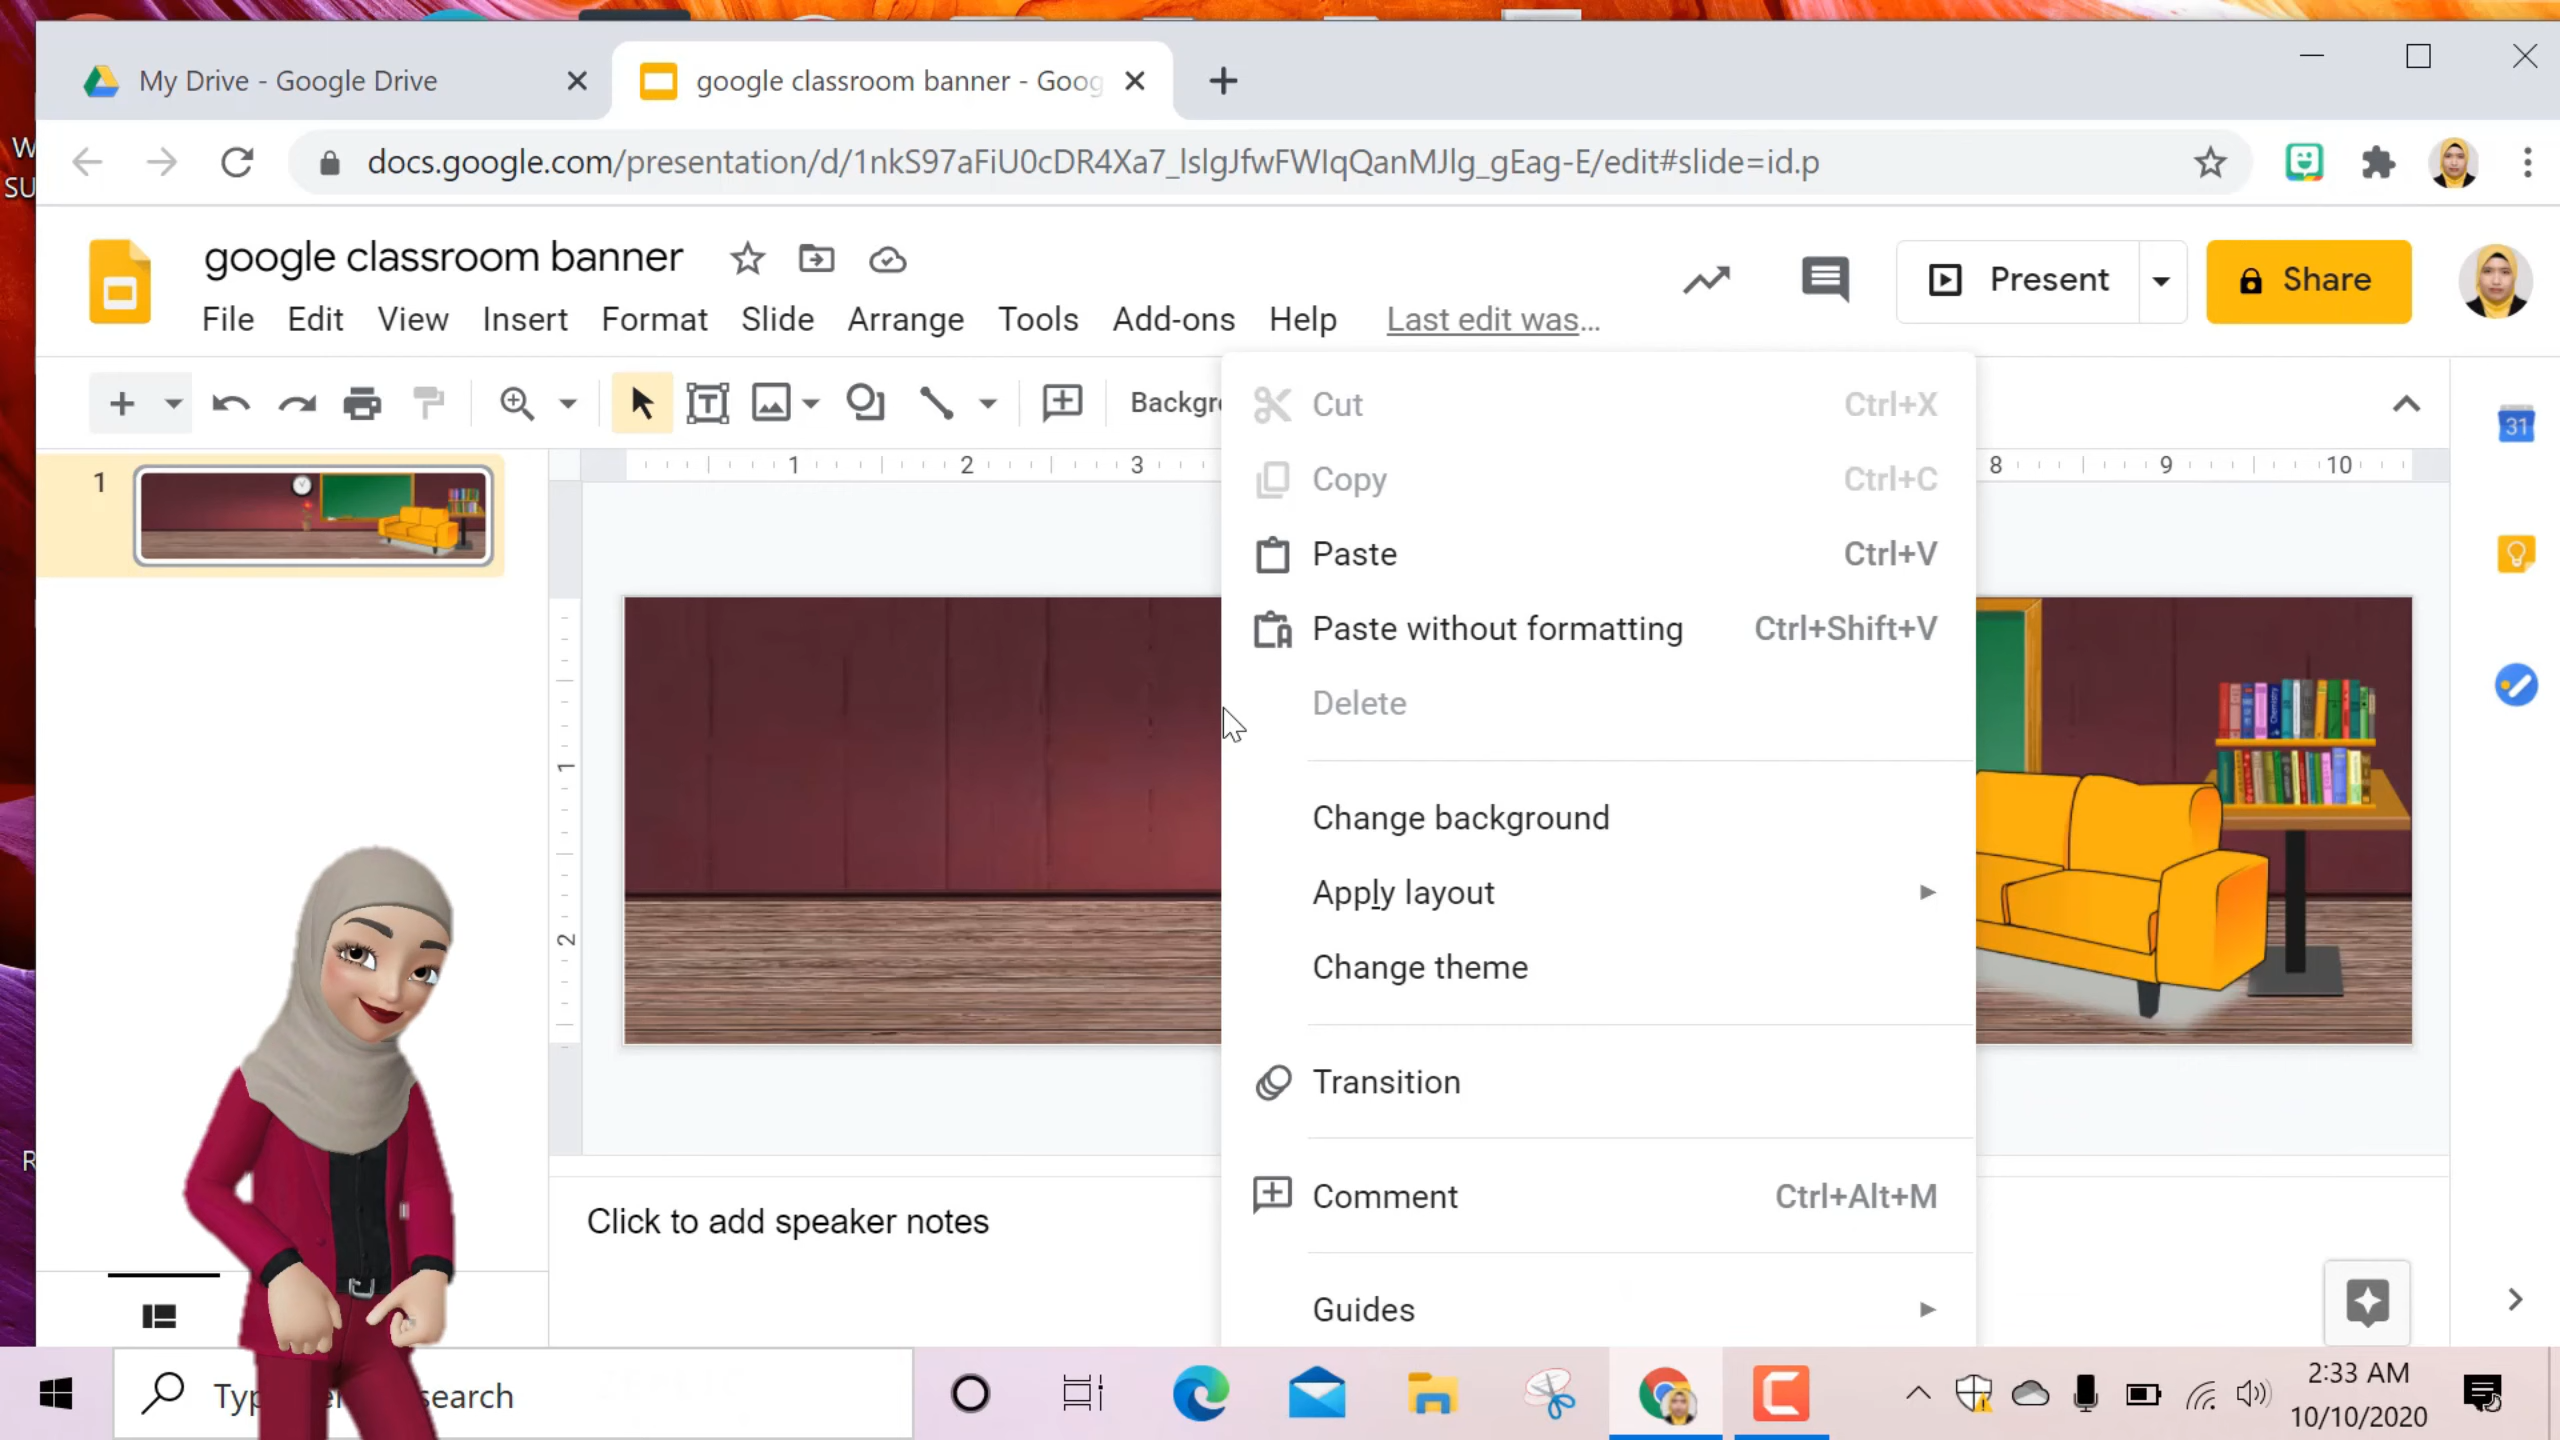 My Drive - Google Drive
google classroom banner - Goog
docs.google.com/presentation/d/1nkS97aFiU0cDR4Xa7_lslgJfwFWIqQanMJlg_gEag-E/edit#slide=id.p
google classroom banner
File Edit View Insert Format Slide Arrange Tools Add-ons Help Last edit was...
Present
Share
Backgr
Cut Ctrl+X
Copy Ctrl+C
Paste Ctrl+V
Paste without formatting Ctrl+Shift+V
Delete
Change background
Apply layout
Change theme
Transition
Comment Ctrl+Alt+M
Guides
1 2 3 8 9 10
1
2
1
31
Click to add speaker notes
W
SU
R
Typ
search
2:33 AM
10/10/2020